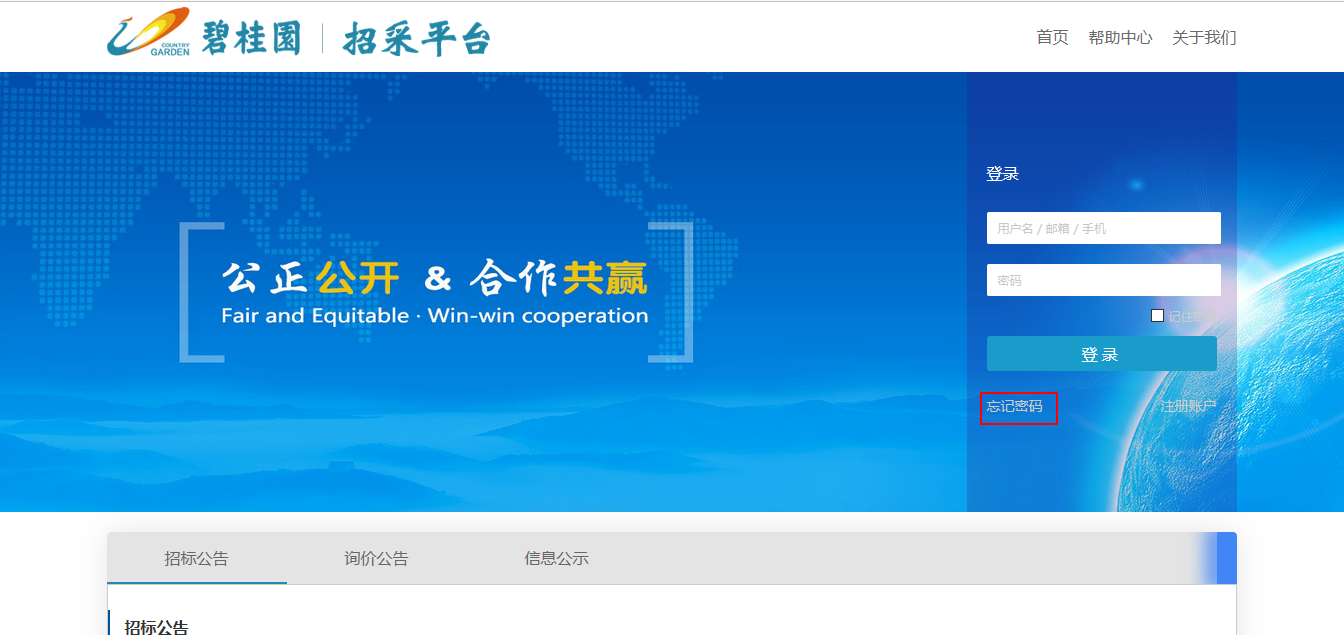 COUNTRY
GARDEN
碧桂園 | 招采平台
首页 帮助中心 关于我们
登录
用户名 / 邮箱 / 手机
密码
公正公开 & 合作共赢
Fair and Equitable · Win-win cooperation
记住
登 录
忘记密码 注册账户
招标公告 询价公告 信息公示
招标公告